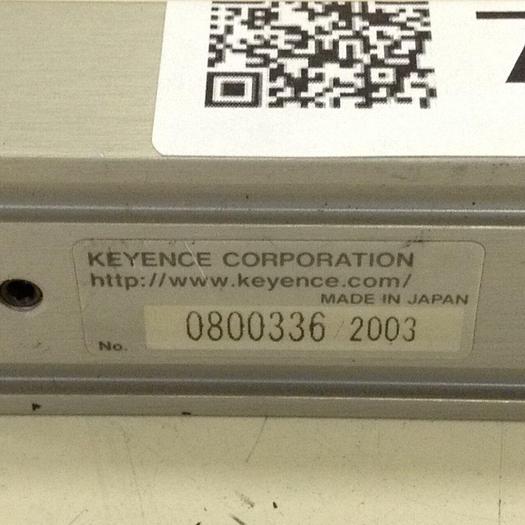 KEYENCE CORPORATION
http://www.keyence.com/
MADE IN JAPAN
No. 0800336 2003